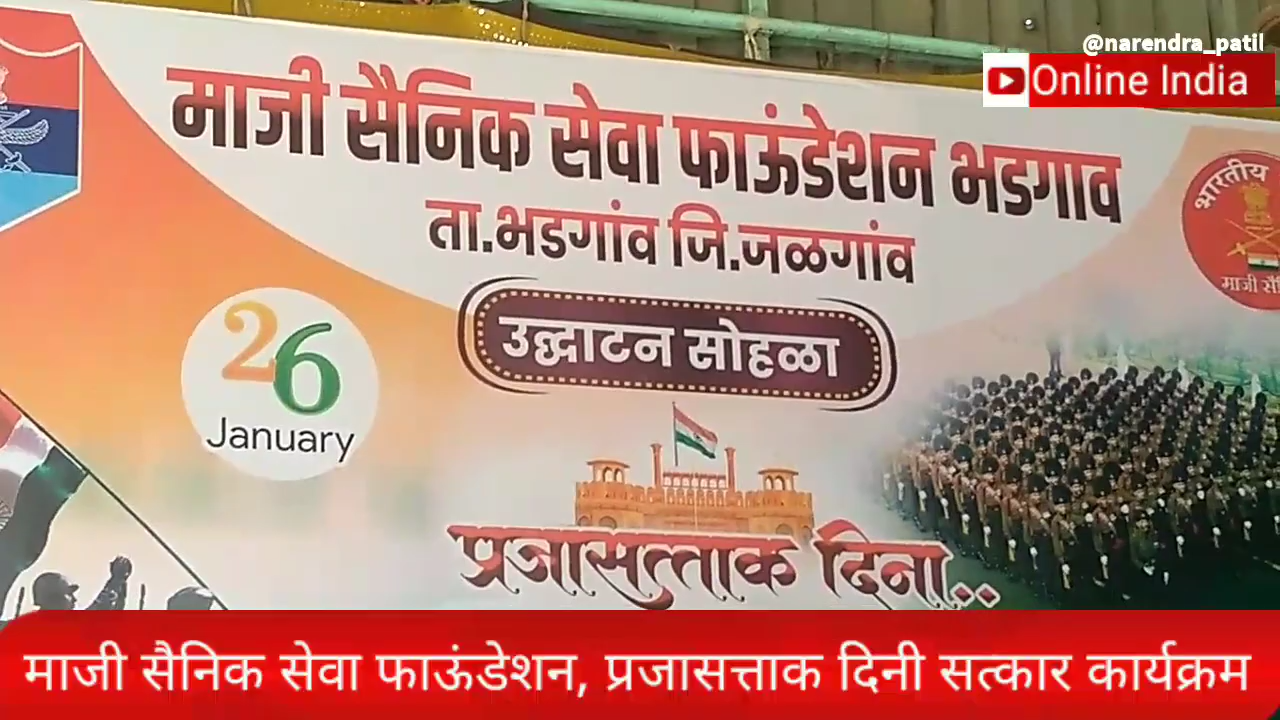 @narendra_patil
Online India
माजी सैनिक सेवा फाऊंडेशन भडगाव
ता.भडगांव जि.जळगांव
भारतीय
माजी सै
उद्घाटन सोहळा
26
January
प्रजासत्ताक दिना..
माजी सैनिक सेवा फाऊंडेशन, प्रजासत्ताक दिनी सत्कार कार्यक्रम